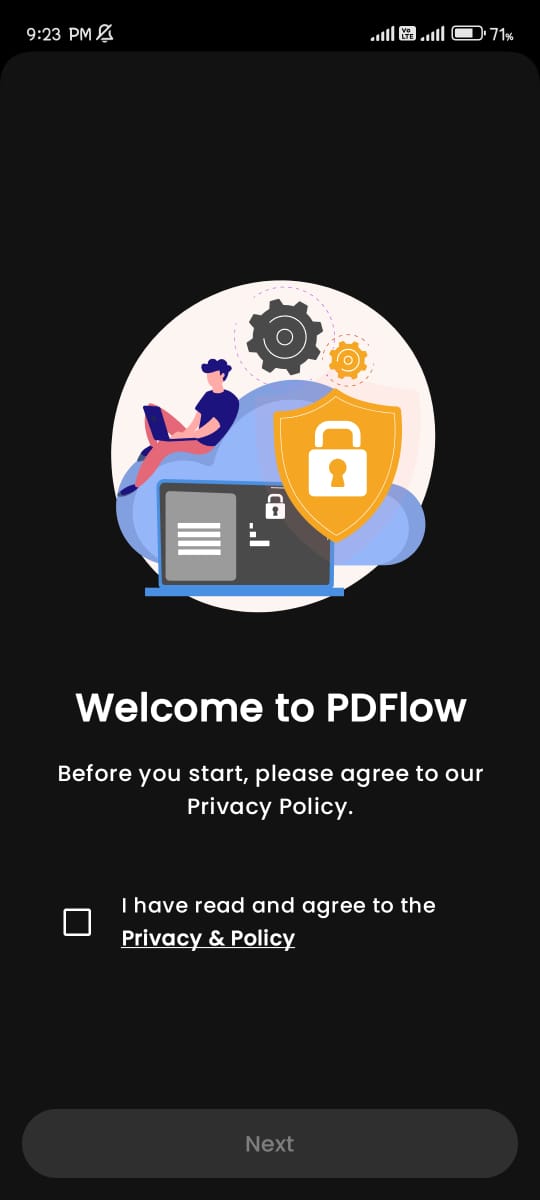 9:23 PM Vo LTE 71%
Welcome to PDFlow
Before you start, please agree to our
Privacy Policy.
I have read and agree to the
Privacy & Policy
Next